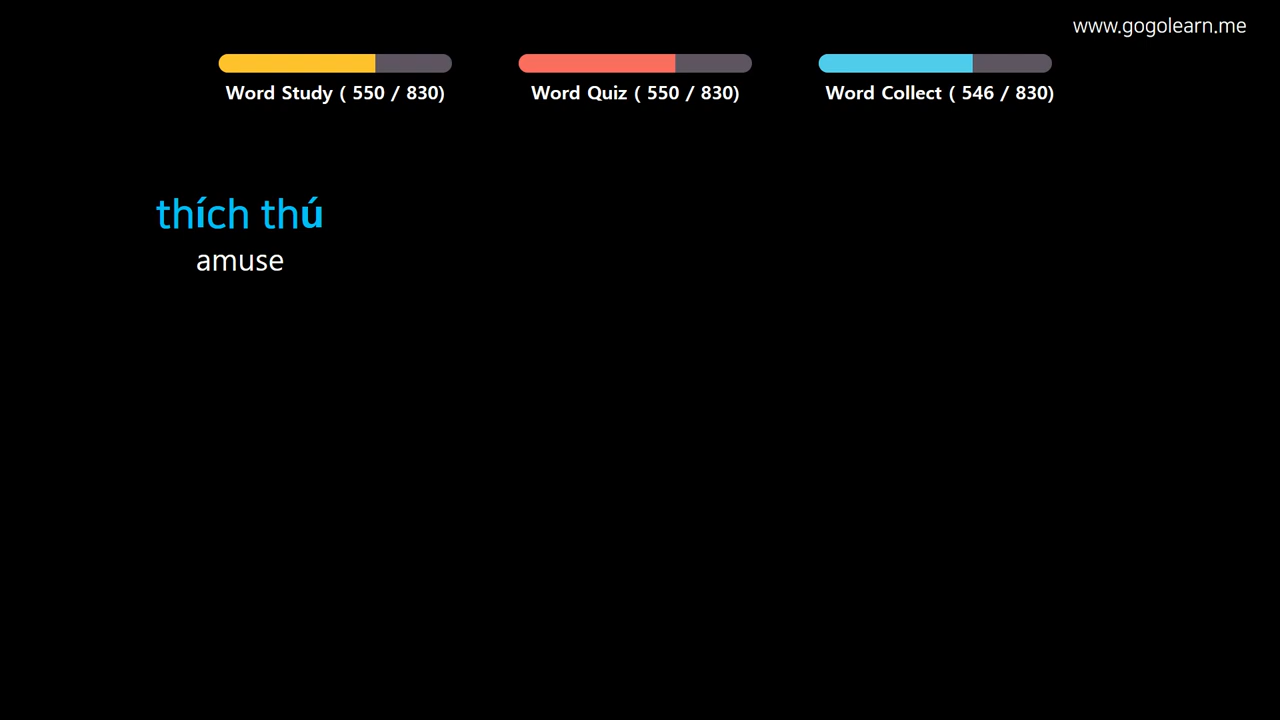 www.gogolearn.me
Word Study ( 550 / 830)
Word Quiz ( 550 / 830)
Word Collect ( 546 / 830)
thích thú
amuse